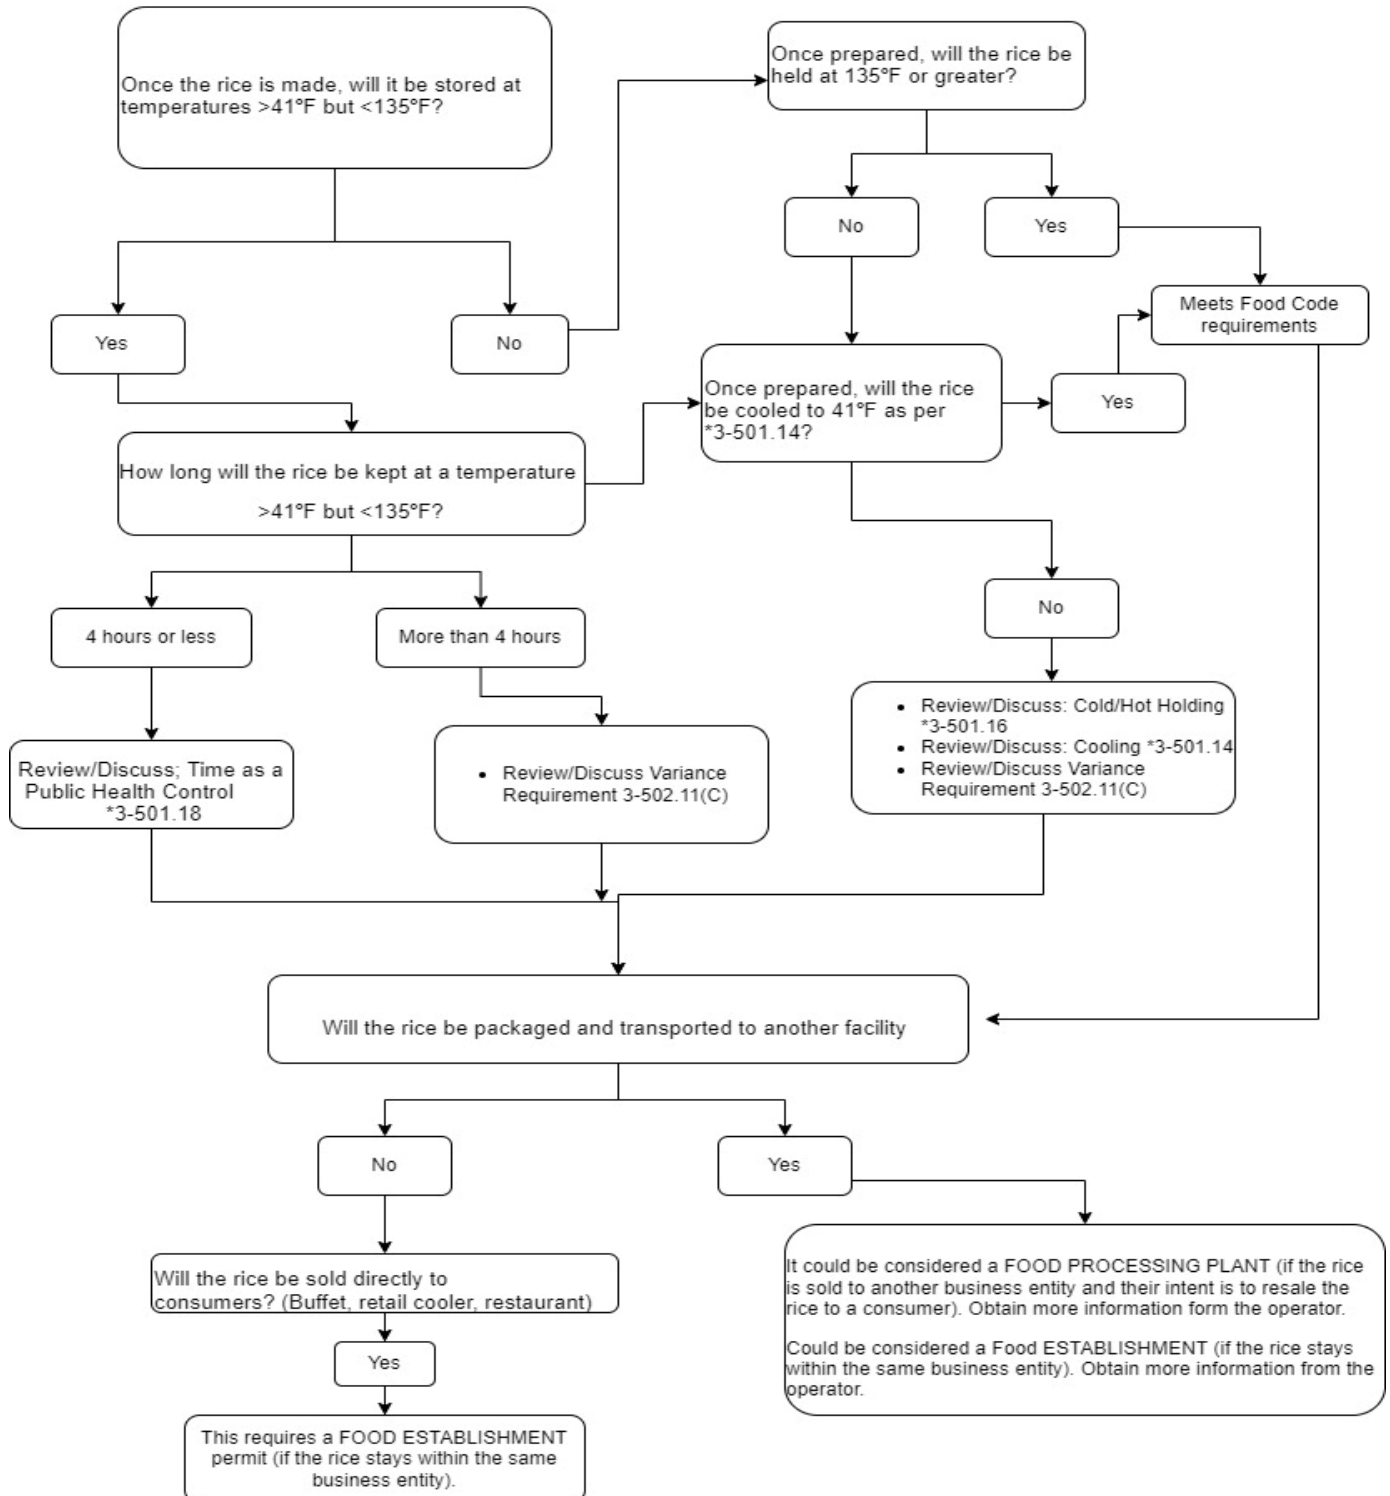 Once the rice is made, will it be stored at
temperatures >41°F but <135°F?
Once prepared, will the rice be
held at 135°F or greater?
No
Yes
Meets Food Code
requirements
Yes
No
Once prepared, will the rice
be cooled to 41°F as per
*3-501.14?
Yes
How long will the rice be kept at a temperature
>41°F but <135°F?
No
4 hours or less
More than 4 hours
• Review/Discuss: Cold/Hot Holding
*3-501.16
• Review/Discuss: Cooling *3-501.14
• Review/Discuss Variance
Requirement 3-502.11(C)
Review/Discuss; Time as a
Public Health Control
*3-501.18
• Review/Discuss Variance
Requirement 3-502.11(C)
Will the rice be packaged and transported to another facility
No
Yes
Will the rice be sold directly to
consumers? (Buffet, retail cooler, restaurant)
Yes
This requires a FOOD ESTABLISHMENT
permit (if the rice stays within the same
business entity).
It could be considered a FOOD PROCESSING PLANT (if the rice
is sold to another business entity and their intent is to resale the
rice to a consumer). Obtain more information form the operator.
Could be considered a Food ESTABLISHMENT (if the rice stays
within the same business entity). Obtain more information from the
operator.